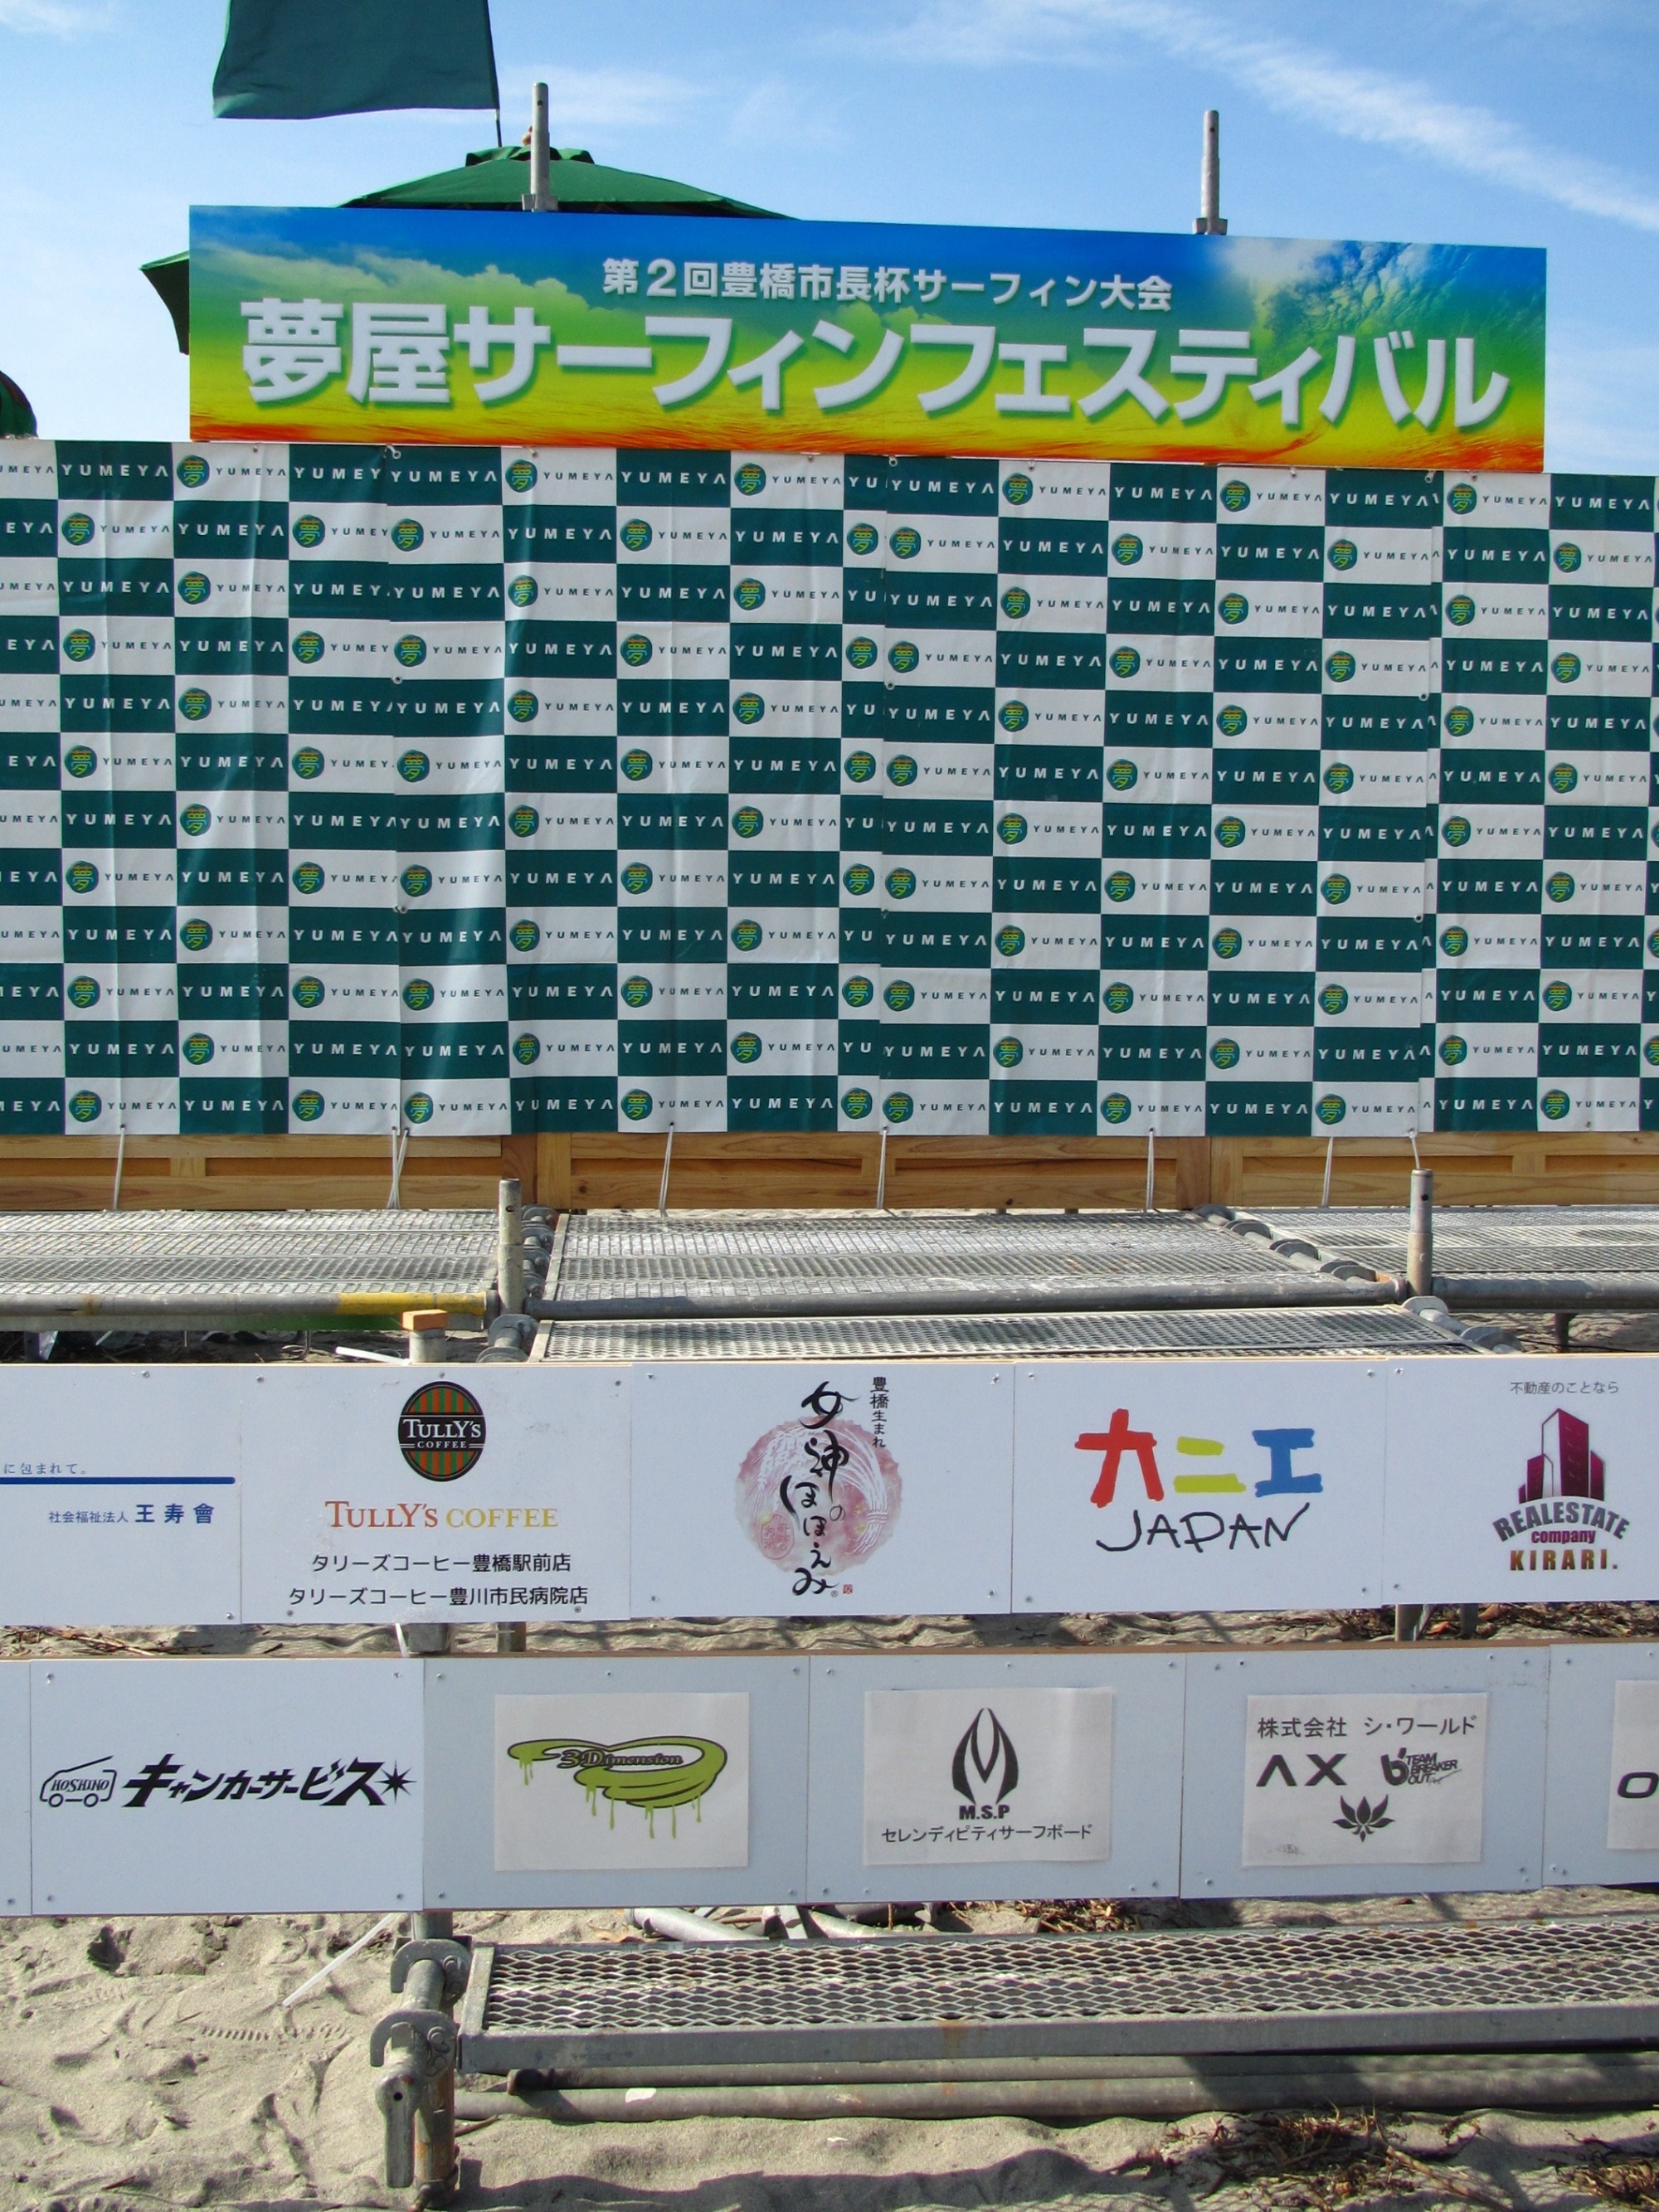 第2回豊橋市長杯サーフィン大会
夢屋サーフィンフェスティバル
YUMEYA 夢 YUMEYA
に包まれて。
社会福祉法人 王寿會
TULLY'S
COFFEE
TULLY'S COFFEE
タリーズコーヒー豊橋駅前店
タリーズコーヒー豊川市民病院店
豊橋生まれ
女神のほほえみ
カニエ
JAPAN
不動産のことなら
REALESTATE
company
KIRARI.
HOSHINO キャンカーサービス
3Dimension
M.S.P
セレンディピティサーフボード
株式会社 シ・ワールド
AX
TEAM
BREAKER
OUT